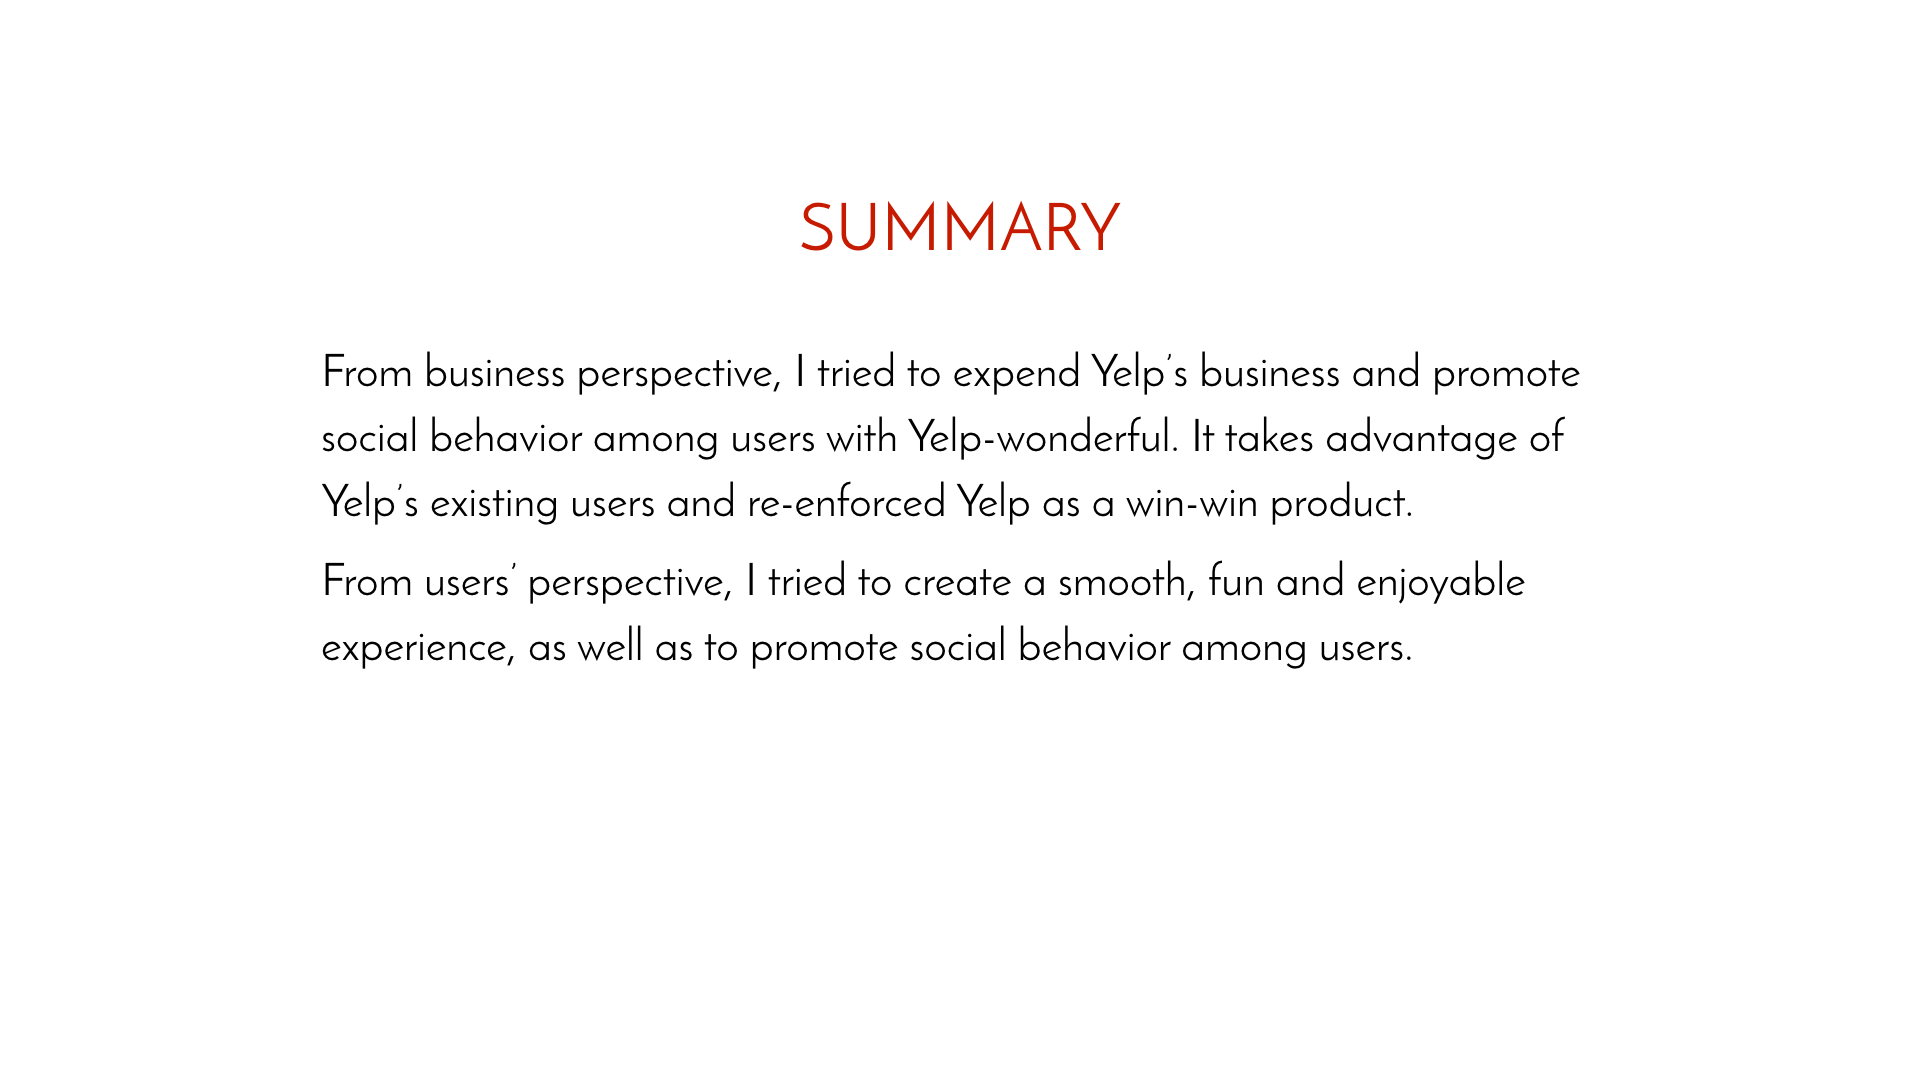 SUMMARY
From business perspective, I tried to expend Yelp’s business and promote
social behavior among users with Yelp-wonderful. It takes advantage of
Yelp’s existing users and re-enforced Yelp as a win-win product.
From users’ perspective, I tried to create a smooth, fun and enjoyable
experience, as well as to promote social behavior among users.